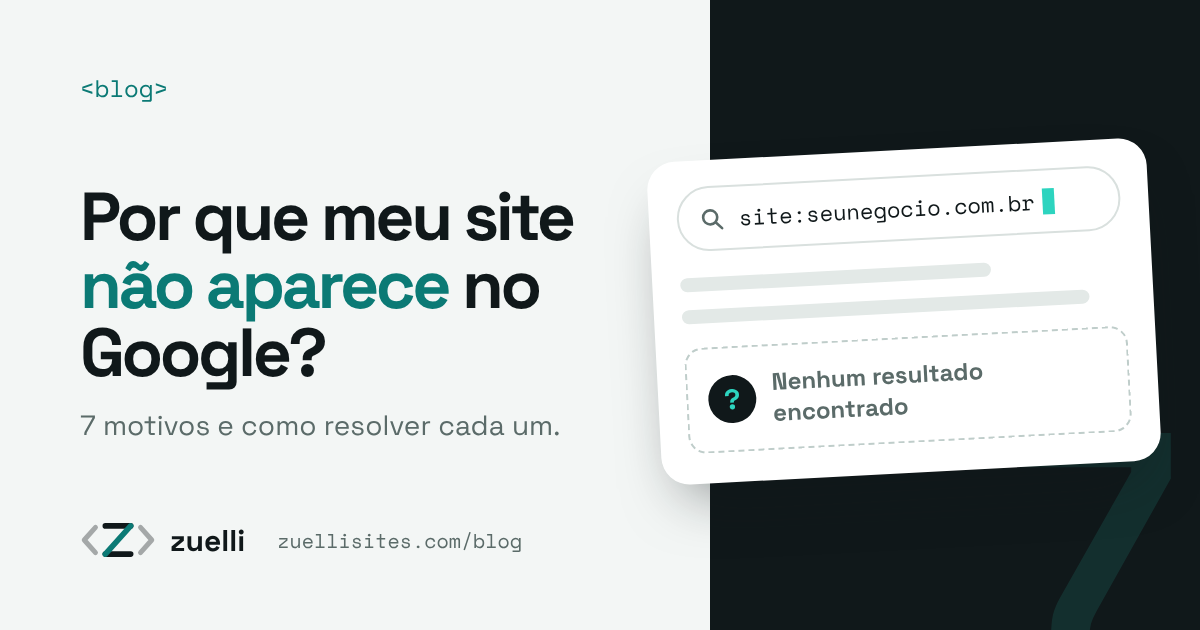 <blog>
Por que meu site
não aparece no
Google?
7 motivos e como resolver cada um.
<Z> zuelli
zuellisites.com/blog
site:seunegocio.com.br
?
Nenhum resultado
encontrado
7